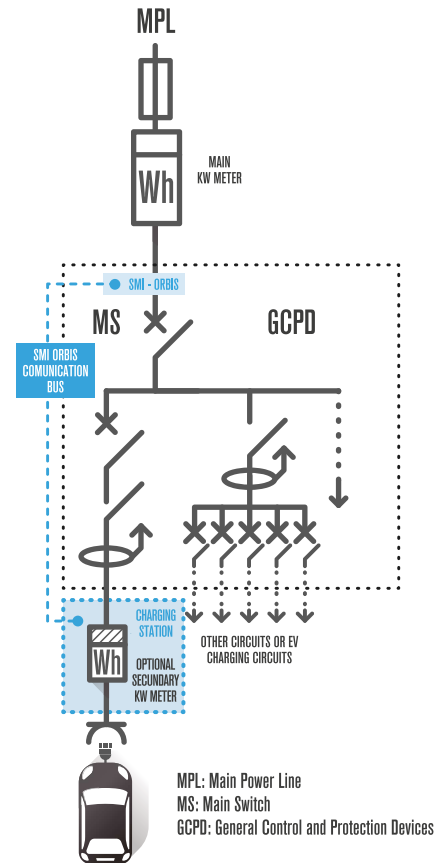 MPL
Wh
MAIN
KW METER
SMI - ORBIS
MS
GCPD
SMI ORBIS
COMUNICATION
BUS
CHARGING
STATION
Wh
OPTIONAL
SECUNDARY
KW METER
OTHER CIRCUITS OR EV
CHARGING CIRCUITS
MPL: Main Power Line
MS: Main Switch
GCPD: General Control and Protection Devices